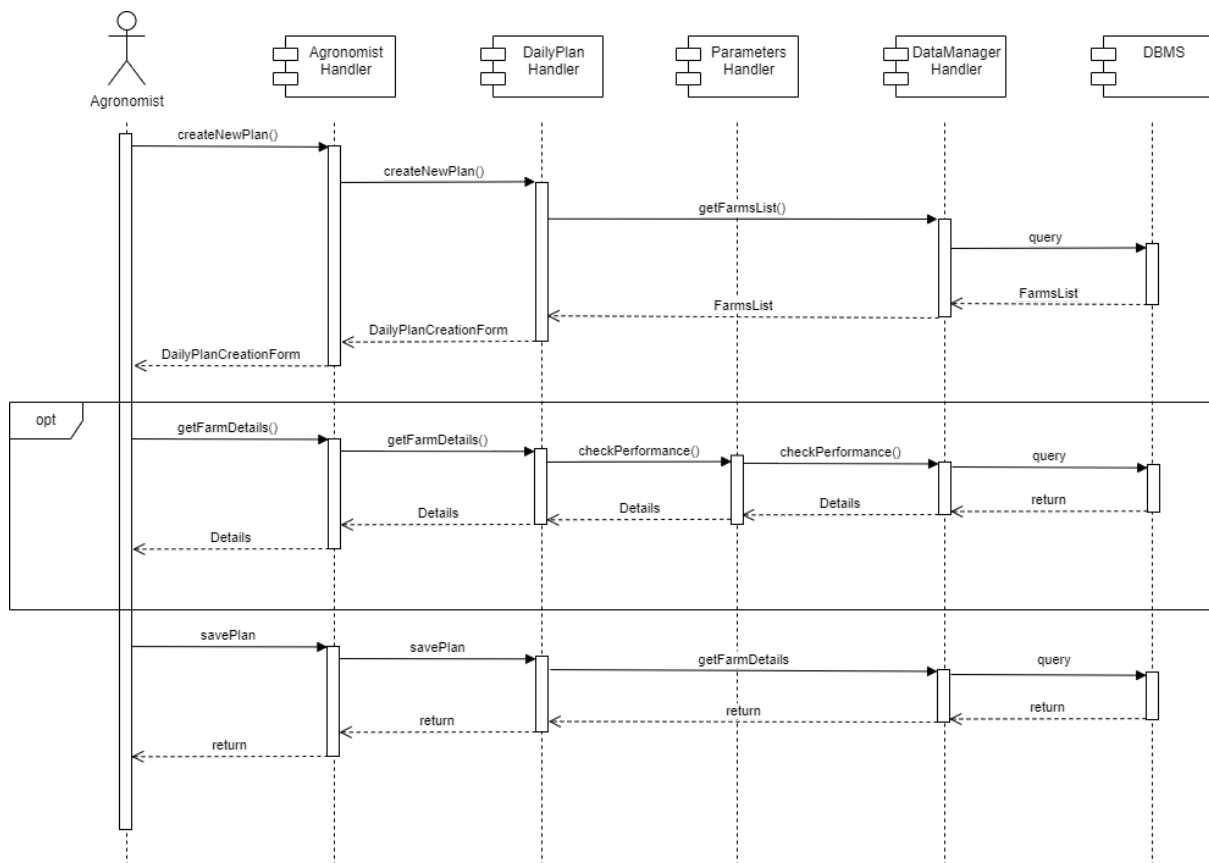 Agronomist
Agronomist
Handler
DailyPlan
Handler
Parameters
Handler
DataManager
Handler
DBMS
createNewPlan()
createNewPlan()
getFarmsList()
query
FarmsList
FarmsList
DailyPlanCreationForm
DailyPlanCreationForm
opt
getFarmDetails()
getFarmDetails()
checkPerformance()
checkPerformance()
query
return
Details
Details
Details
Details
savePlan
savePlan
getFarmDetails
query
return
return
return
return